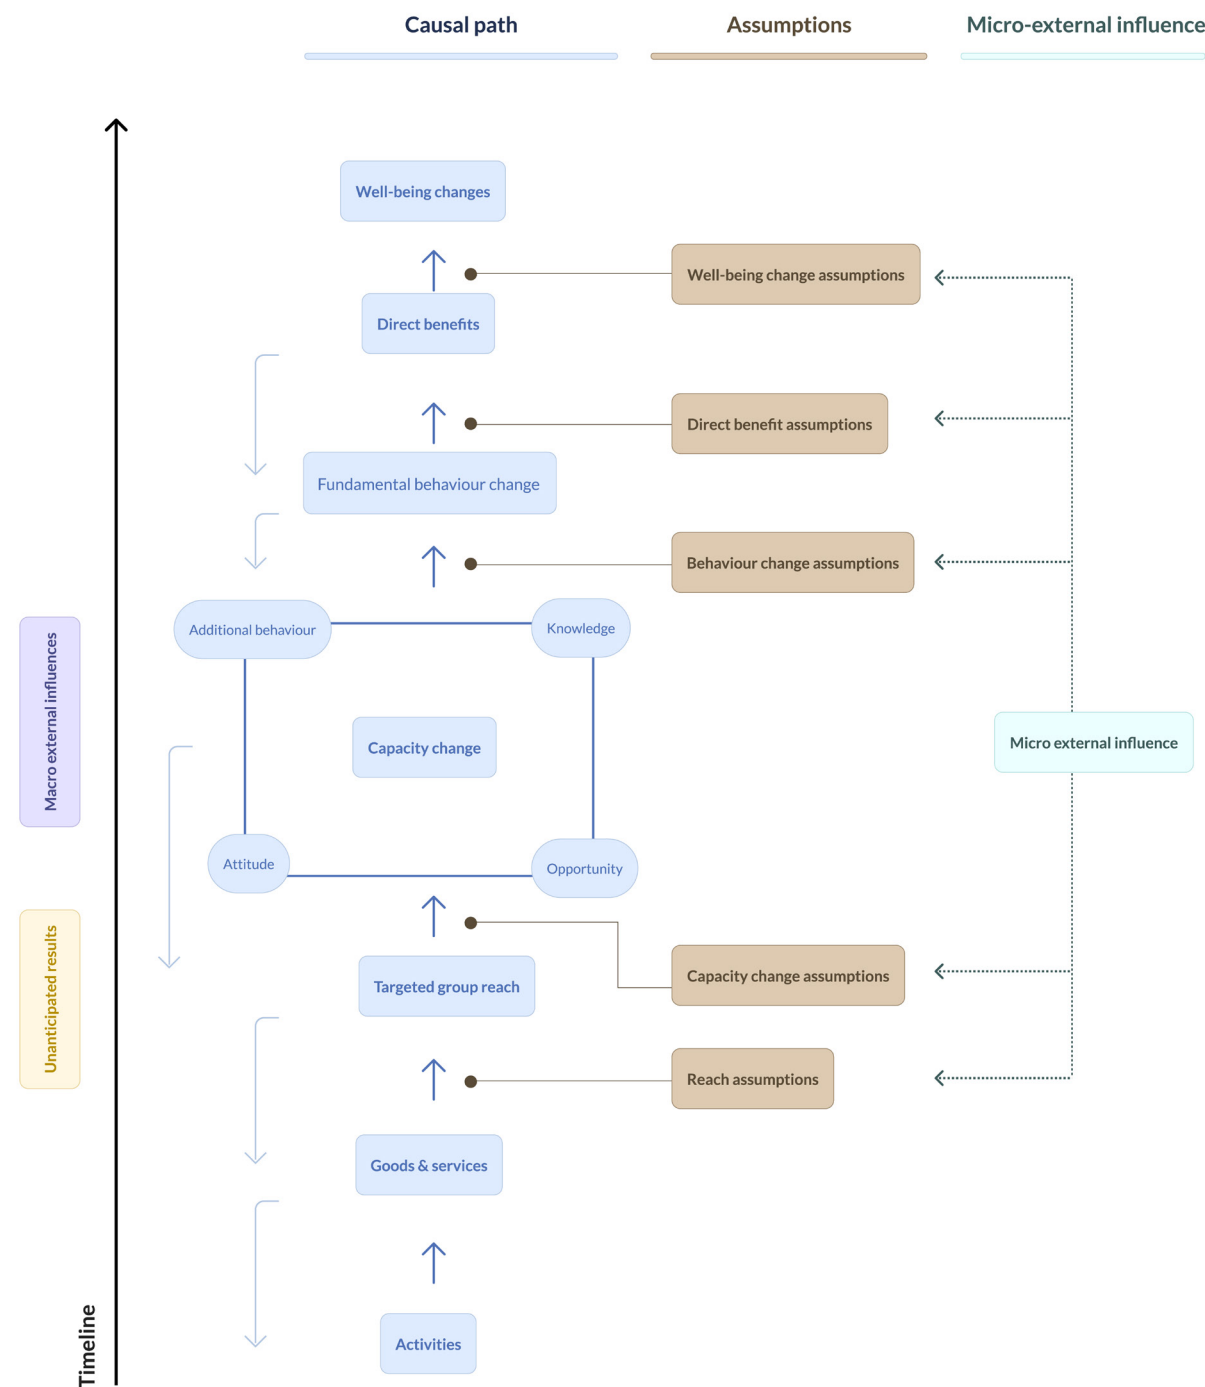 Causal path
Assumptions
Micro-external influence
Well-being changes
Well-being change assumptions
Direct benefits
Direct benefit assumptions
Fundamental behaviour change
Behaviour change assumptions
Additional behaviour
Knowledge
Macro external influences
Capacity change
Micro external influence
Attitude
Opportunity
Unanticipated results
Targeted group reach
Capacity change assumptions
Reach assumptions
Goods & services
Activities
Timeline